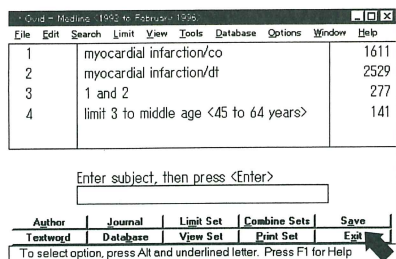 Ovid - Medline <1992 to February 1996>
File Edit Search Limit View Tools Database Options Window Help
1 myocardial infarction/co 1611
2 myocardial infarction/dt 2529
3 1 and 2 277
4 limit 3 to middle age <45 to 64 years> 141
Enter subject, then press <Enter>
Author Journal Limit Set Combine Sets Save
Textword Database View Set Print Set Exit
To select option, press Alt and underlined letter. Press F1 for Help